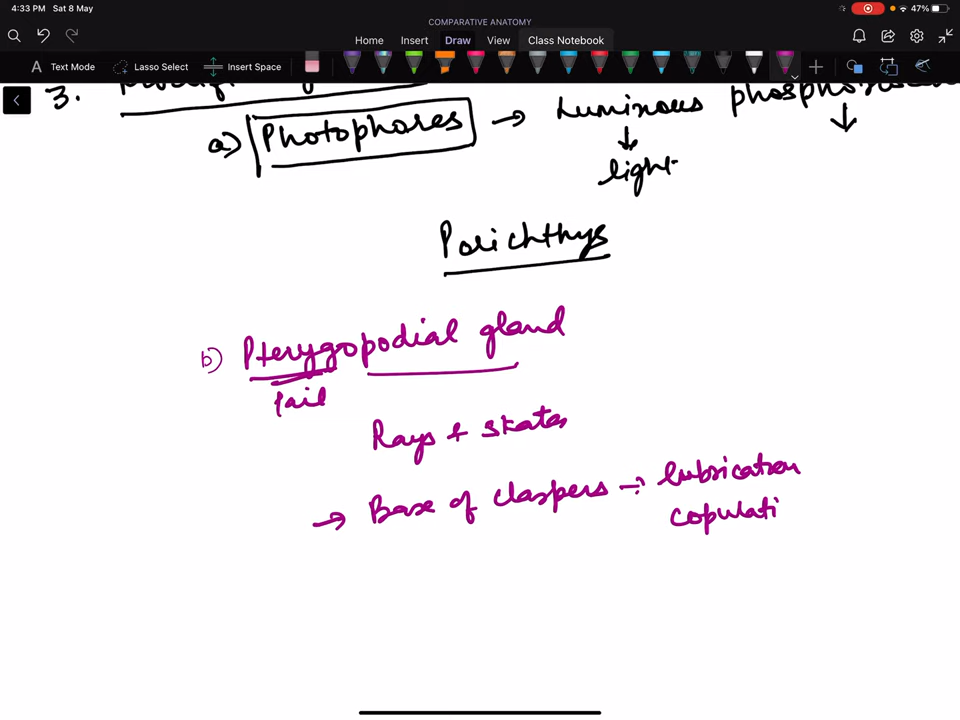 4:33 PM Sat 8 May
47%
COMPARATIVE ANATOMY
Home Insert Draw View Class Notebook
Text Mode Lasso Select Insert Space
3.
a) Photophores → Luminous
↓ ↓
light
Porichthys
b) Pterygopodial gland
tail
Rays + skates
→ Base of claspers → lubrication
copulati